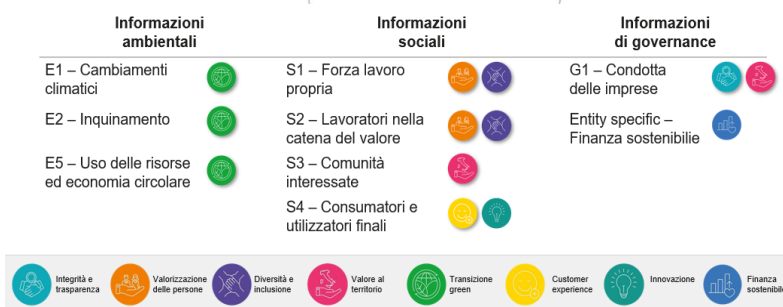 Informazioni
ambientali
E1 – Cambiamenti
climatici
E2 – Inquinamento
E5 – Uso delle risorse
ed economia circolare
Informazioni
sociali
S1 – Forza lavoro
propria
S2 – Lavoratori nella
catena del valore
S3 – Comunità
interessate
S4 – Consumatori e
utilizzatori finali
Informazioni
di governance
G1 – Condotta
delle imprese
Entity specific –
Finanza sostenibilie
Integrità e
trasparenza
Valorizzazione
delle persone
Diversità e
inclusione
Valore al
territorio
Transizione
green
Customer
experience
Innovazione
Finanza
sostenibil